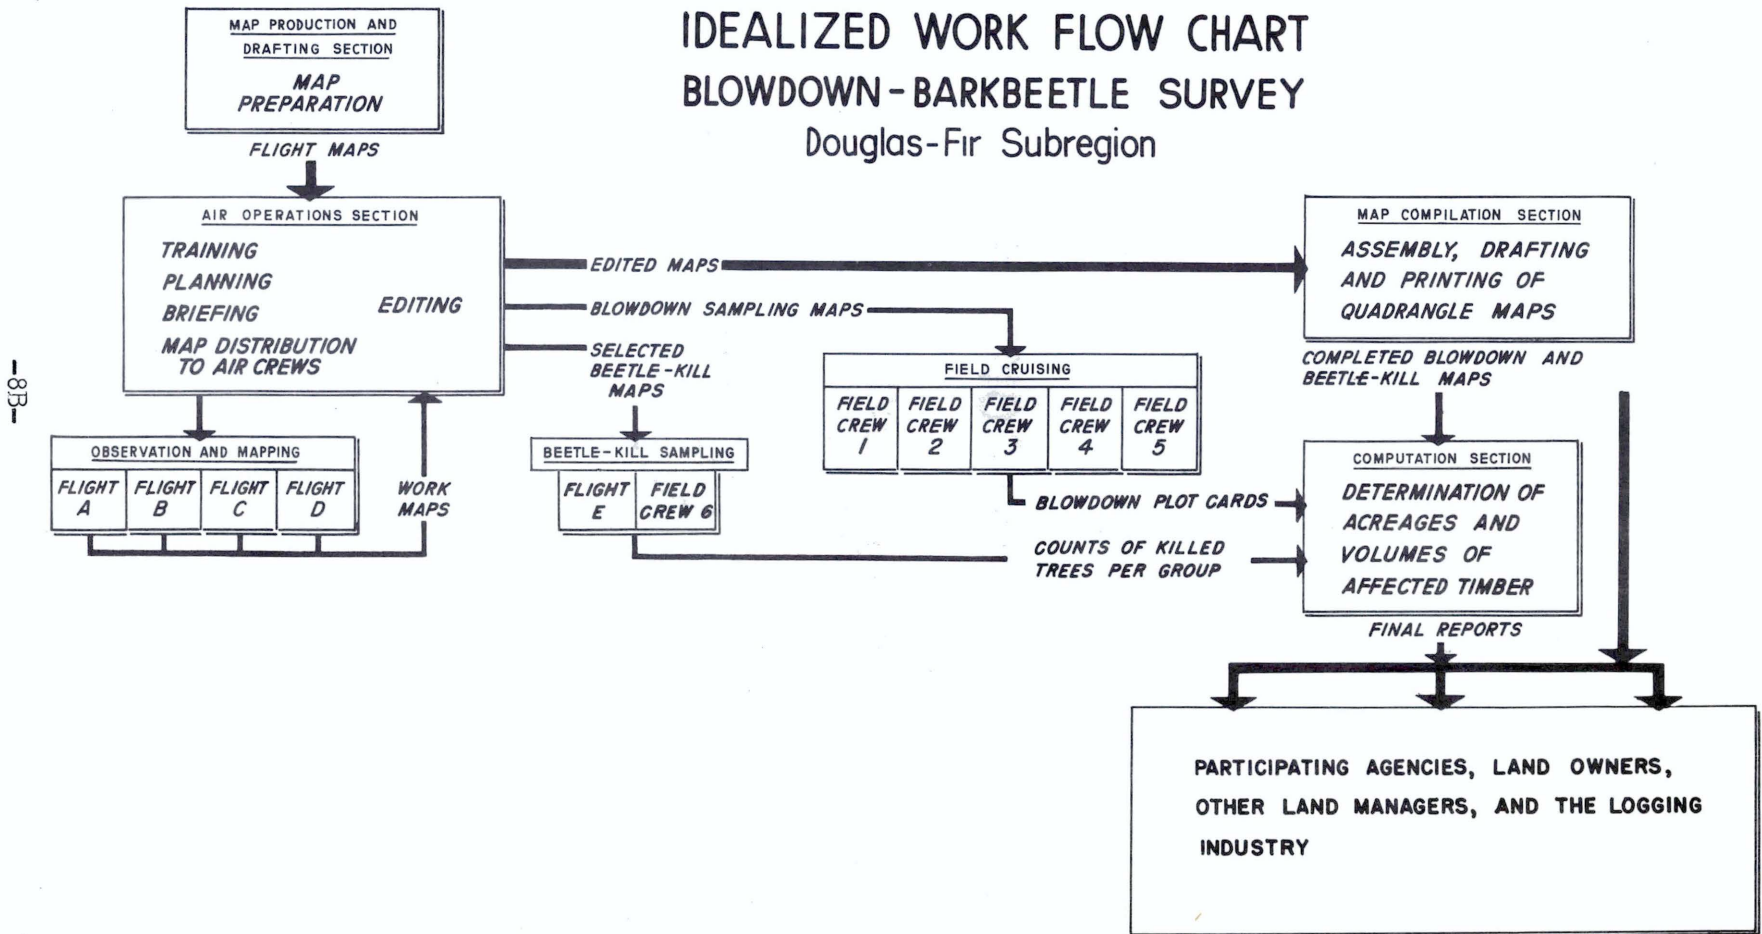 IDEALIZED WORK FLOW CHART
BLOWDOWN-BARKBEETLE SURVEY
Douglas-Fir Subregion
MAP PRODUCTION AND
DRAFTING SECTION
MAP
PREPARATION
FLIGHT MAPS
AIR OPERATIONS SECTION
TRAINING
PLANNING
BRIEFING
EDITING
MAP DISTRIBUTION
TO AIR CREWS
EDITED MAPS
BLOWDOWN SAMPLING MAPS
SELECTED
BEETLE-KILL
MAPS
MAP COMPILATION SECTION
ASSEMBLY, DRAFTING
AND PRINTING OF
QUADRANGLE MAPS
COMPLETED BLOWDOWN AND
BEETLE-KILL MAPS
FIELD CRUISING
FIELD
CREW
1
FIELD
CREW
2
FIELD
CREW
3
FIELD
CREW
4
FIELD
CREW
5
OBSERVATION AND MAPPING
FLIGHT
A
FLIGHT
B
FLIGHT
C
FLIGHT
D
WORK
MAPS
BEETLE-KILL SAMPLING
FLIGHT
E
FIELD
CREW 6
BLOWDOWN PLOT CARDS
COUNTS OF KILLED
TREES PER GROUP
COMPUTATION SECTION
DETERMINATION OF
ACREAGES AND
VOLUMES OF
AFFECTED TIMBER
FINAL REPORTS
PARTICIPATING AGENCIES, LAND OWNERS,
OTHER LAND MANAGERS, AND THE LOGGING
INDUSTRY
-8B-